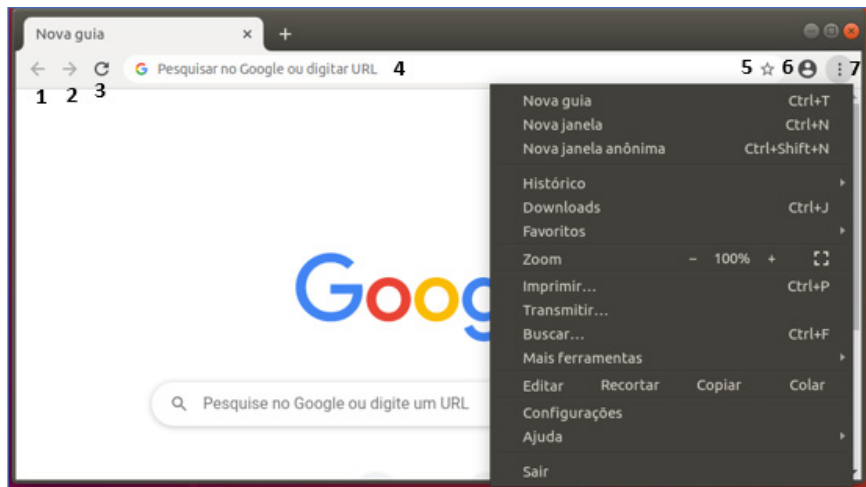 Nova guia × +
G Pesquisar no Google ou digitar URL 4 5 6 7
1 2 3
Nova guia Ctrl+T
Nova janela Ctrl+N
Nova janela anônima Ctrl+Shift+N
Histórico
Downloads Ctrl+J
Favoritos
Zoom – 100% +
Imprimir... Ctrl+P
Transmitir...
Buscar... Ctrl+F
Mais ferramentas
Editar Recortar Copiar Colar
Configurações
Ajuda
Sair
Goog
Pesquise no Google ou digite um URL